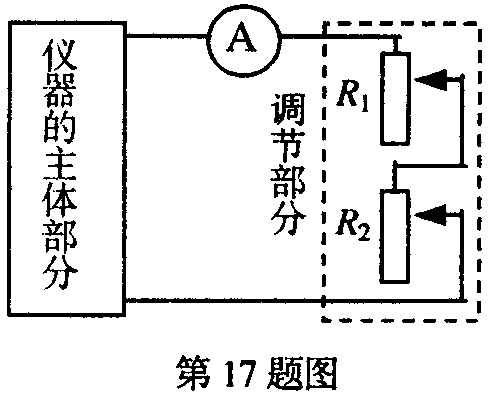 仪器的主体部分
A
调节部分
R1
R2
第17题图